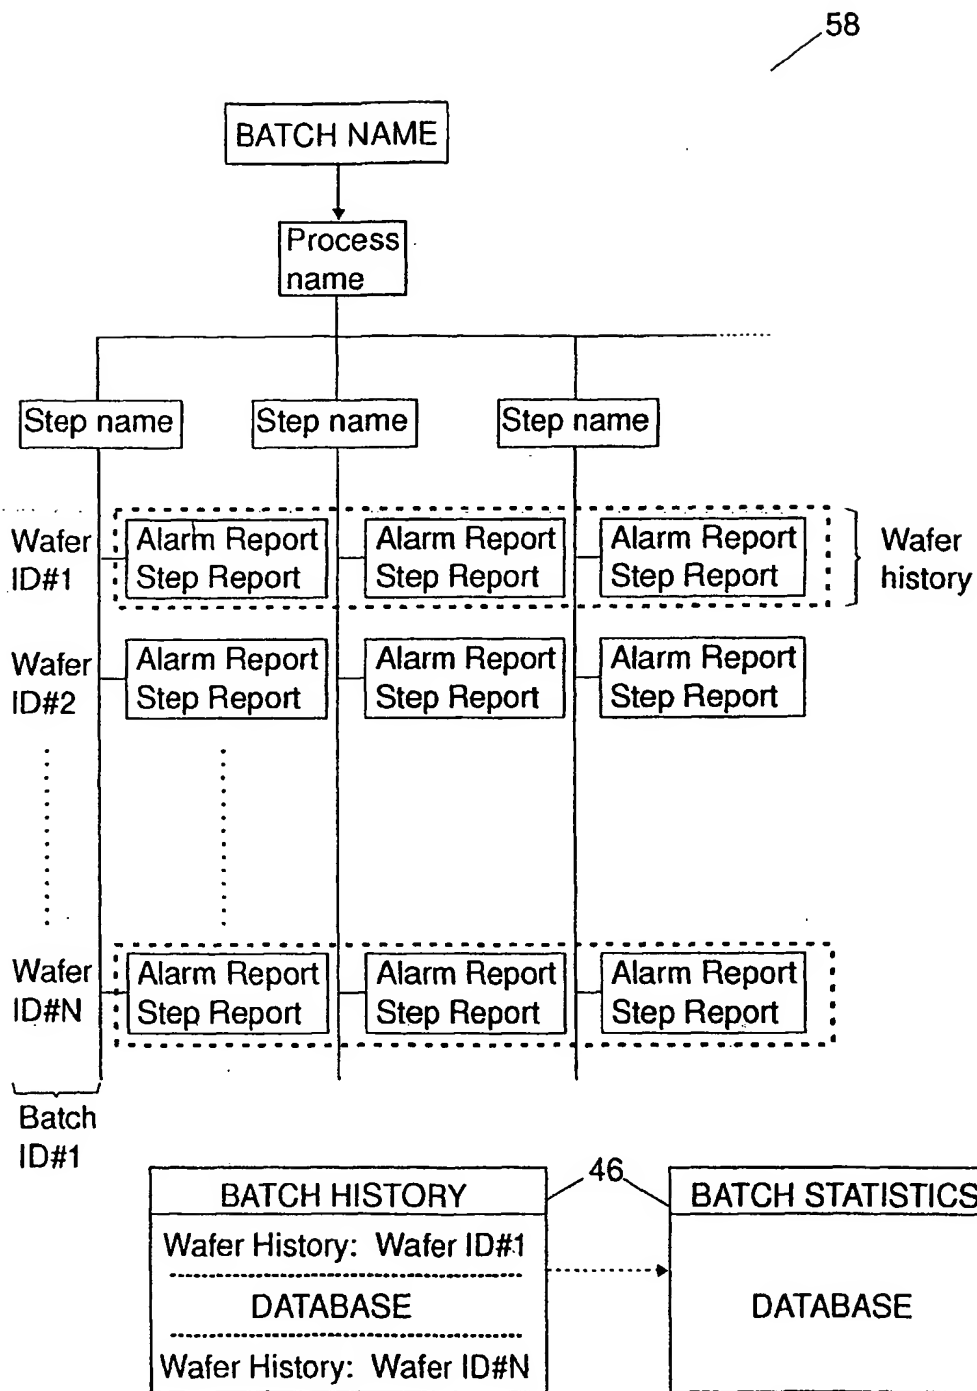 58
BATCH NAME
Process
name
Step name Step name Step name
Wafer
ID#1
Alarm Report
Step Report
Alarm Report
Step Report
Alarm Report
Step Report
Wafer
history
Wafer
ID#2
Alarm Report
Step Report
Alarm Report
Step Report
Alarm Report
Step Report
Wafer
ID#N
Alarm Report
Step Report
Alarm Report
Step Report
Alarm Report
Step Report
Batch
ID#1
46
BATCH HISTORY
Wafer History: Wafer ID#1
DATABASE
Wafer History: Wafer ID#N
BATCH STATISTICS
DATABASE